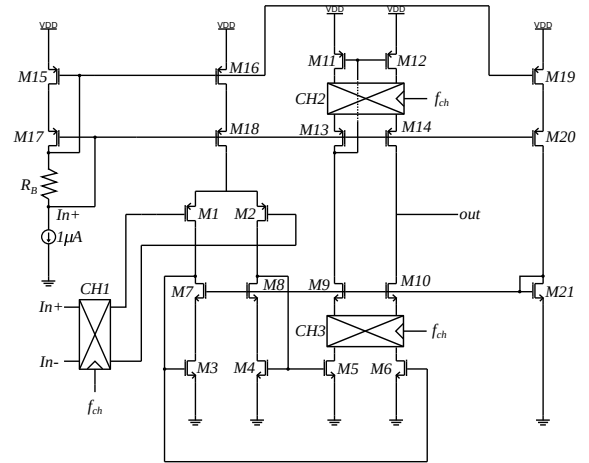 VDD VDD VDD VDD VDD
M15 M16 M11 M12 M19
CH2 fch
M17 M18 M13 M14 M20
RB
In+ M1 M2 out
1μA
CH1 M7 M8 M9 M10 M21
In+
CH3 fch
In- M3 M4 M5 M6
fch